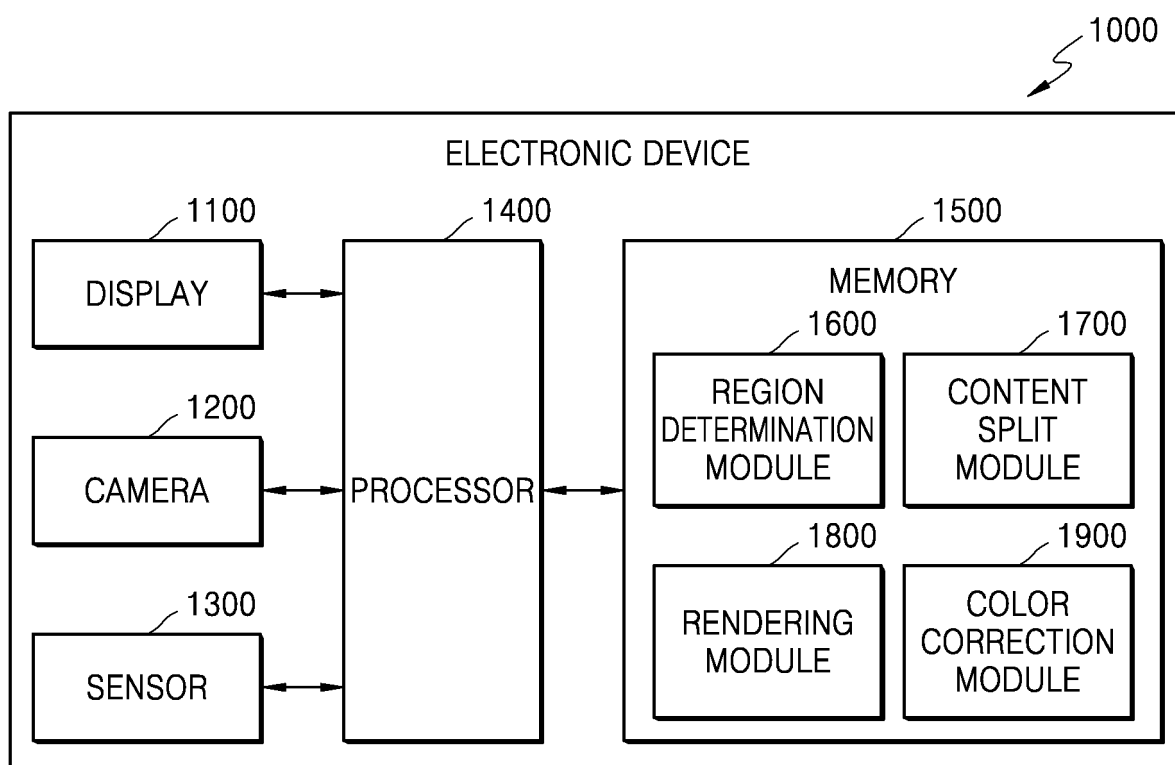 1000
ELECTRONIC DEVICE
1100
DISPLAY
1200
CAMERA
1300
SENSOR
1400
PROCESSOR
1500
MEMORY
1600
REGION
DETERMINATION
MODULE
1700
CONTENT
SPLIT
MODULE
1800
RENDERING
MODULE
1900
COLOR
CORRECTION
MODULE